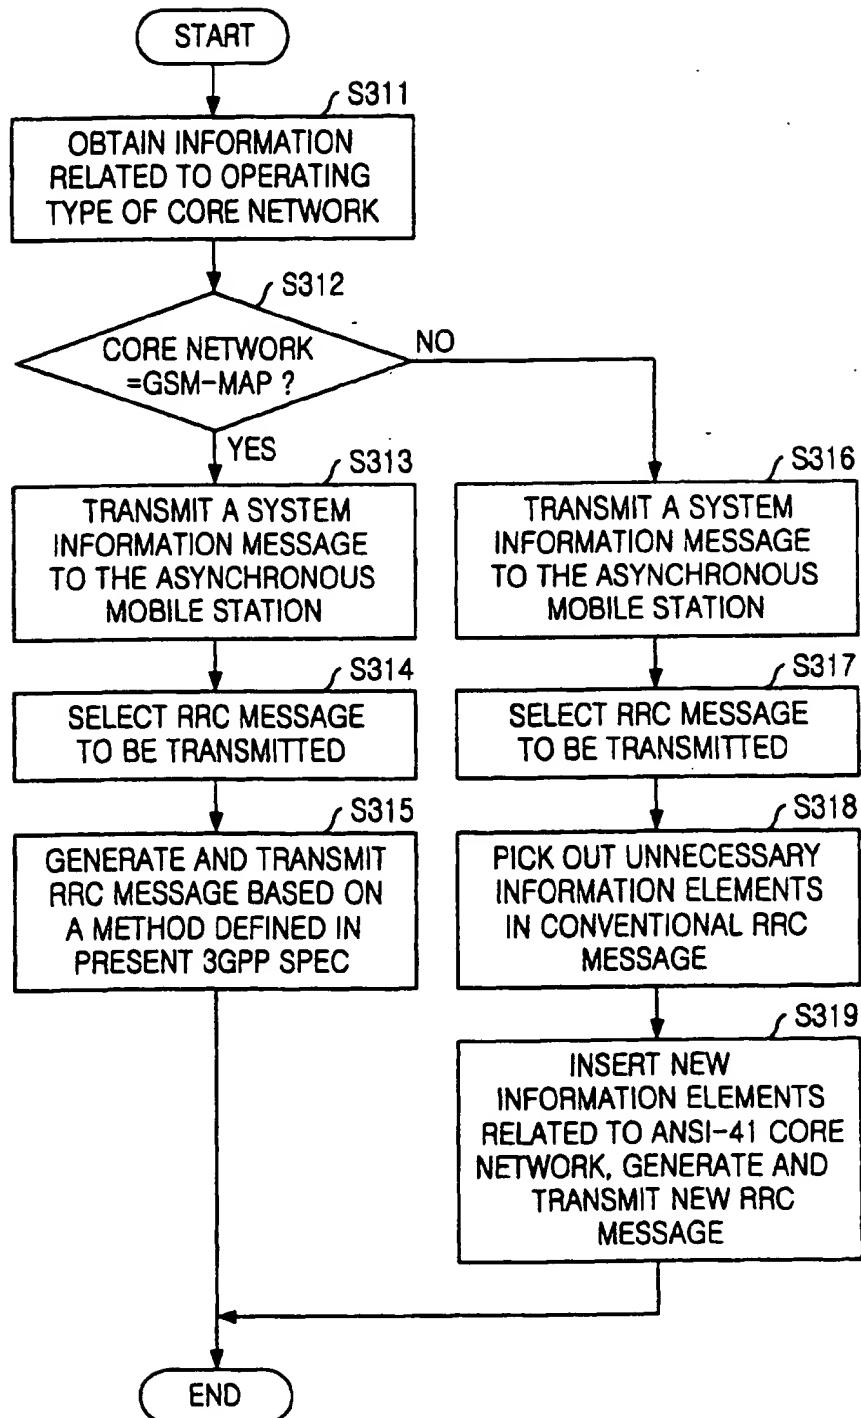 START
S311
OBTAIN INFORMATION
RELATED TO OPERATING
TYPE OF CORE NETWORK
S312
CORE NETWORK
=GSM-MAP ?
NO
YES
S313
TRANSMIT A SYSTEM
INFORMATION MESSAGE
TO THE ASYNCHRONOUS
MOBILE STATION
S314
SELECT RRC MESSAGE
TO BE TRANSMITTED
S315
GENERATE AND TRANSMIT
RRC MESSAGE BASED ON
A METHOD DEFINED IN
PRESENT 3GPP SPEC
S316
TRANSMIT A SYSTEM
INFORMATION MESSAGE
TO THE ASYNCHRONOUS
MOBILE STATION
S317
SELECT RRC MESSAGE
TO BE TRANSMITTED
S318
PICK OUT UNNECESSARY
INFORMATION ELEMENTS
IN CONVENTIONAL RRC
MESSAGE
S319
INSERT NEW
INFORMATION ELEMENTS
RELATED TO ANSI-41 CORE
NETWORK, GENERATE AND
TRANSMIT NEW RRC
MESSAGE
END